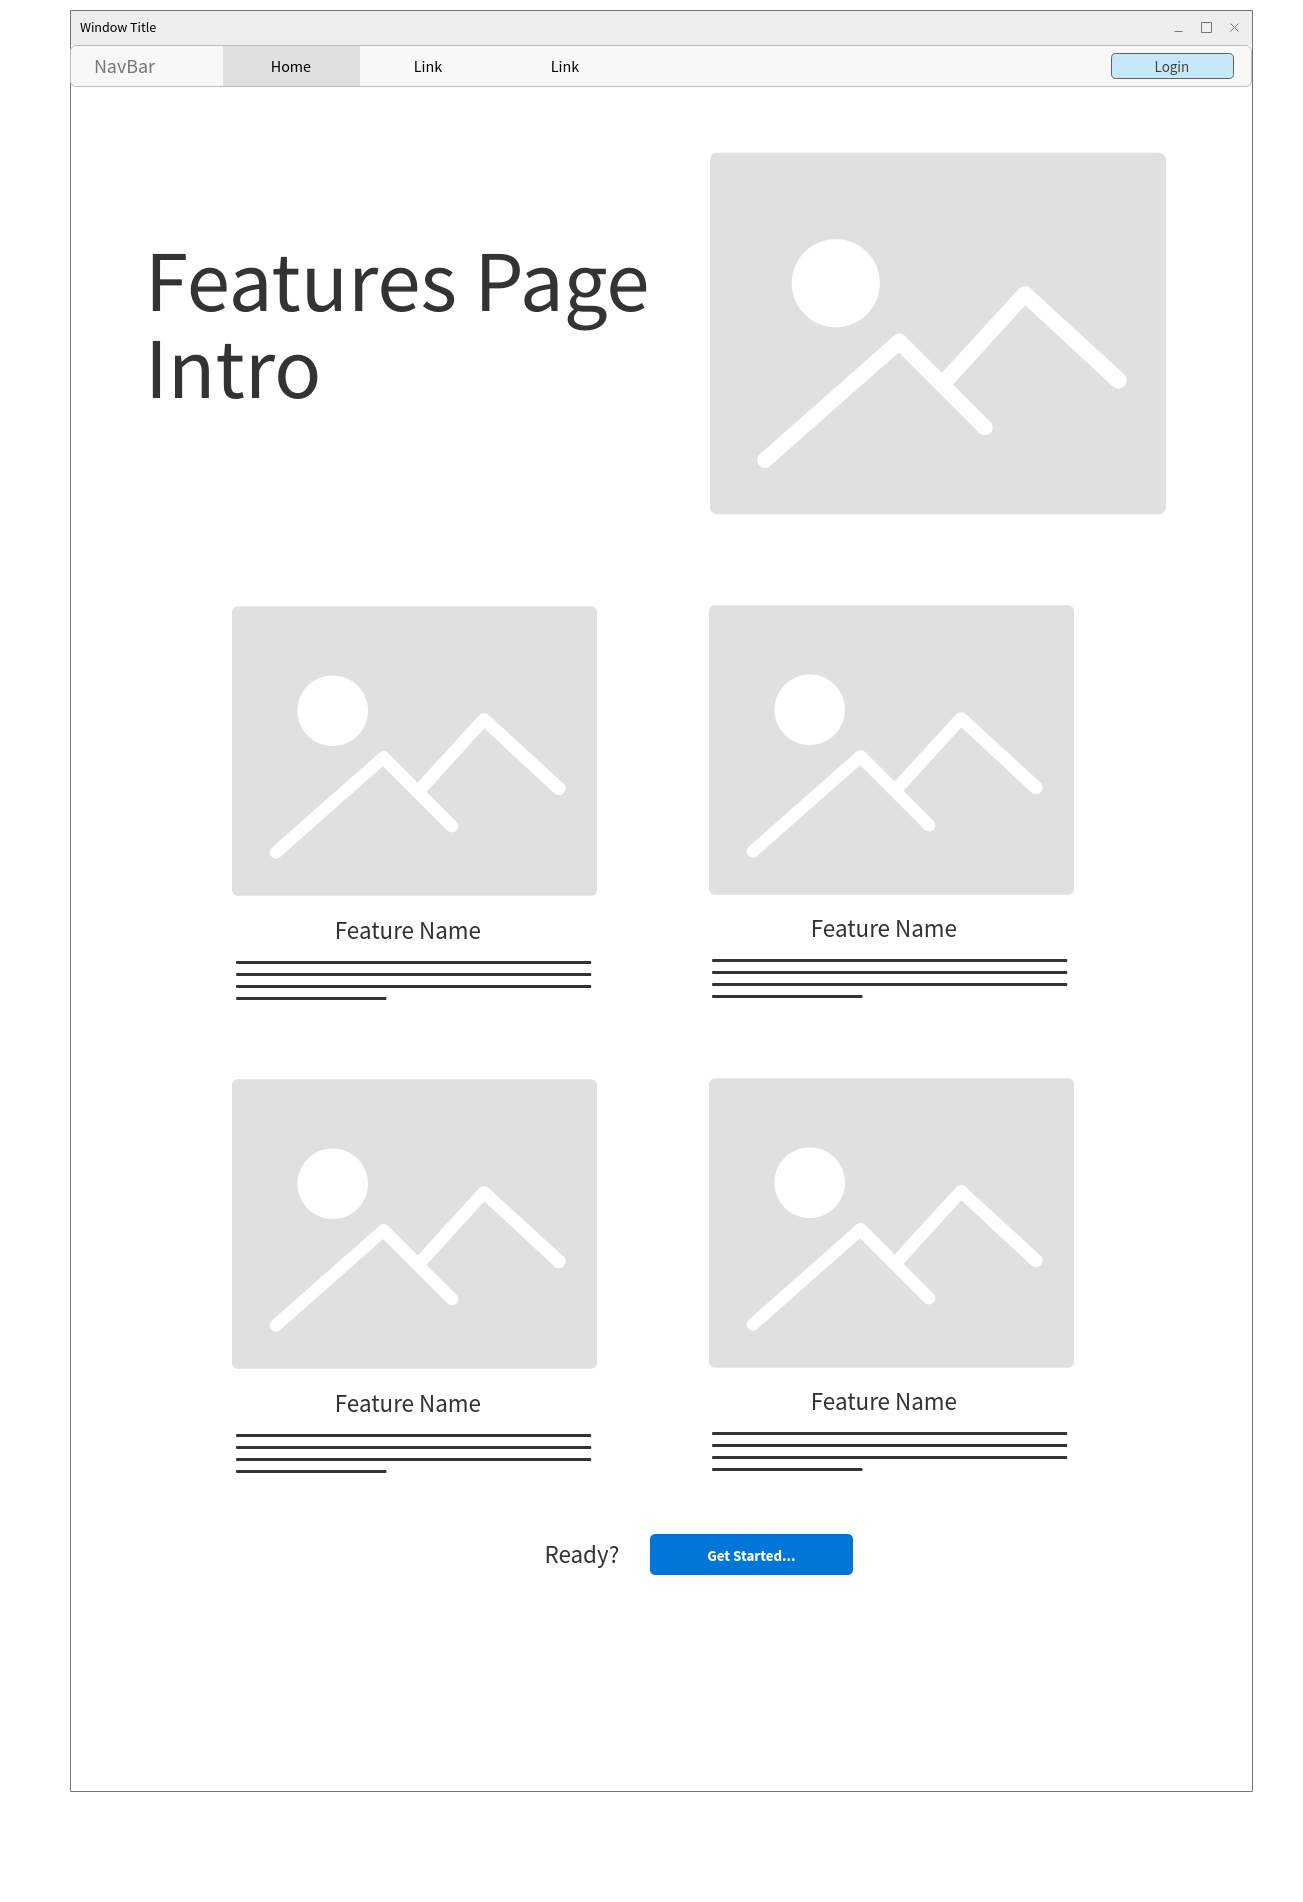 Window Title
NavBar
Home
Link
Link
Login
Features Page
Intro
Feature Name
Feature Name
Feature Name
Feature Name
Ready?
Get Started...